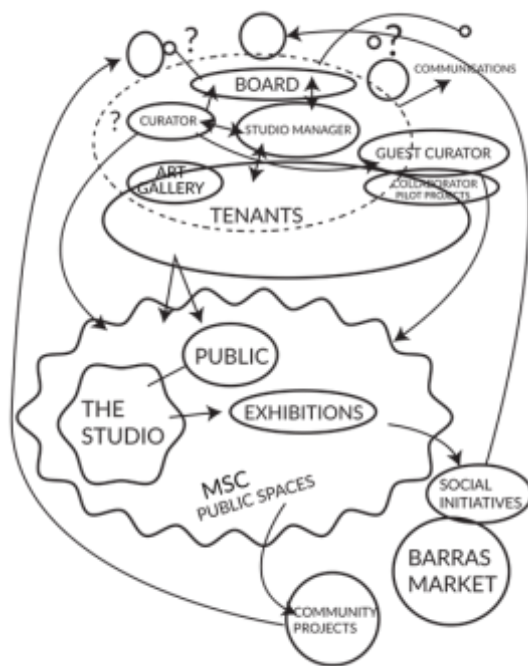 ?
?
BOARD
COMMUNICATIONS
?
CURATOR
STUDIO MANAGER
GUEST CURATOR
ART
GALLERY
COLLABORATOR
PILOT PROJECTS
TENANTS
PUBLIC
THE
STUDIO
EXHIBITIONS
MSC
PUBLIC SPACES
SOCIAL
INITIATIVES
BARRAS
MARKET
COMMUNITY
PROJECTS